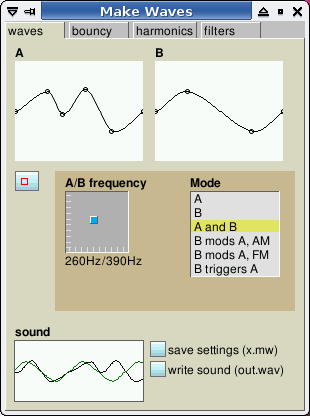 Make Waves
waves bouncy harmonics filters
A B
A/B frequency Mode
A
B
A and B
B mods A, AM
B mods A, FM
B triggers A
260Hz/390Hz
sound
save settings (x.mw)
write sound (out.wav)